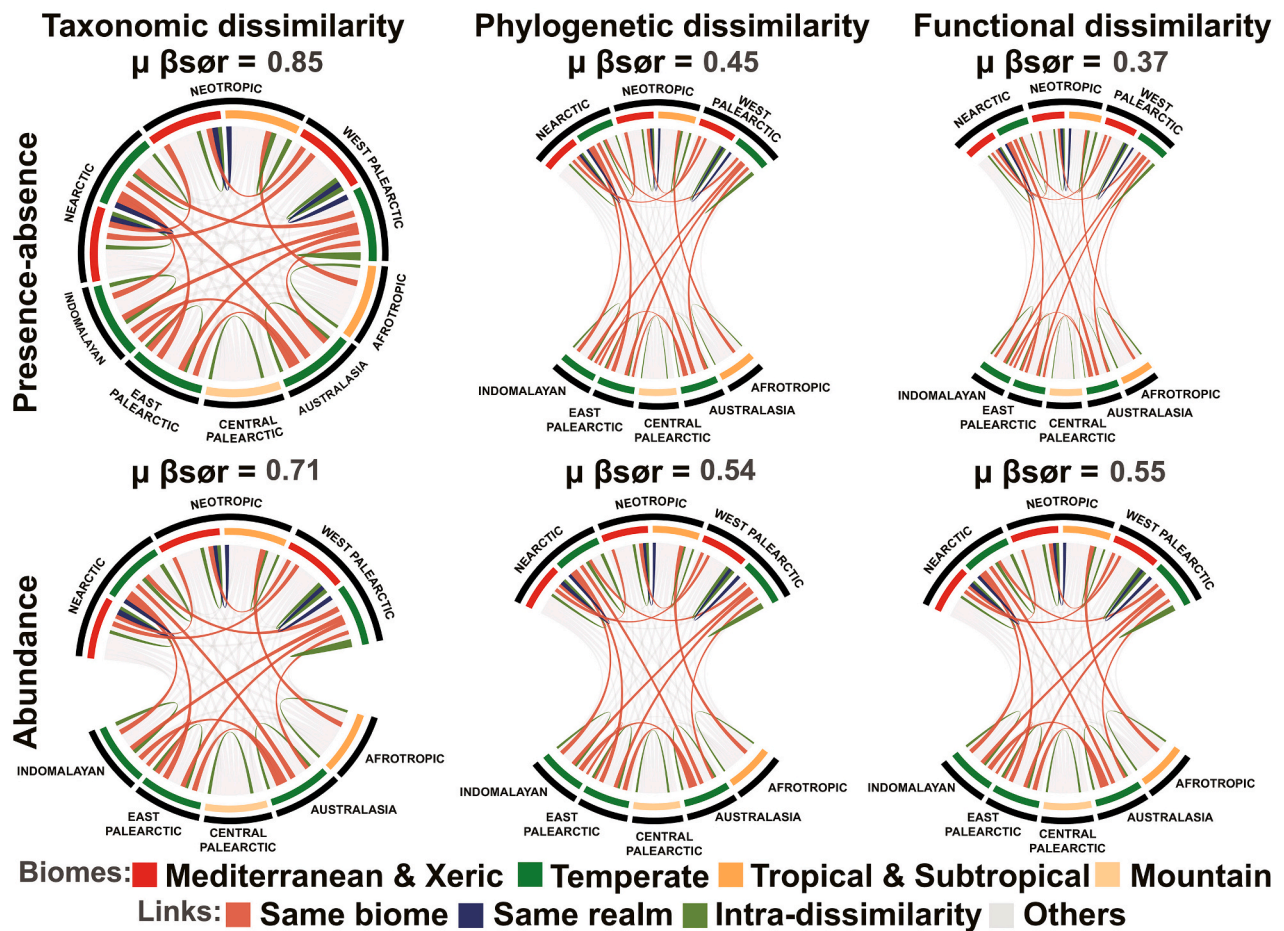 Taxonomic dissimilarity
Phylogenetic dissimilarity
Functional dissimilarity
μ βsør = 0.85
μ βsør = 0.45
μ βsør = 0.37
Presence-absence
NEOTROPIC
WEST PALEARCTIC
NEARCTIC
AFROTROPIC
INDOMALAYAN
AUSTRALASIA
EAST
PALEARCTIC
CENTRAL
PALEARCTIC
NEOTROPIC
NEARCTIC
WEST
PALEARCTIC
INDOMALAYAN
AFROTROPIC
EAST
PALEARCTIC
AUSTRALASIA
CENTRAL
PALEARCTIC
NEOTROPIC
NEARCTIC
WEST
PALEARCTIC
INDOMALAYAN
AFROTROPIC
EAST
PALEARCTIC
AUSTRALASIA
CENTRAL
PALEARCTIC
μ βsør = 0.71
μ βsør = 0.54
μ βsør = 0.55
Abundance
NEOTROPIC
NEARCTIC
WEST PALEARCTIC
INDOMALAYAN
AFROTROPIC
EAST
PALEARCTIC
AUSTRALASIA
CENTRAL
PALEARCTIC
NEOTROPIC
NEARCTIC
WEST PALEARCTIC
INDOMALAYAN
AFROTROPIC
EAST
PALEARCTIC
AUSTRALASIA
CENTRAL
PALEARCTIC
NEOTROPIC
NEARCTIC
WEST PALEARCTIC
INDOMALAYAN
AFROTROPIC
EAST
PALEARCTIC
AUSTRALASIA
CENTRAL
PALEARCTIC
Biomes: Mediterranean & Xeric Temperate Tropical & Subtropical Mountain
Links: Same biome Same realm Intra-dissimilarity Others